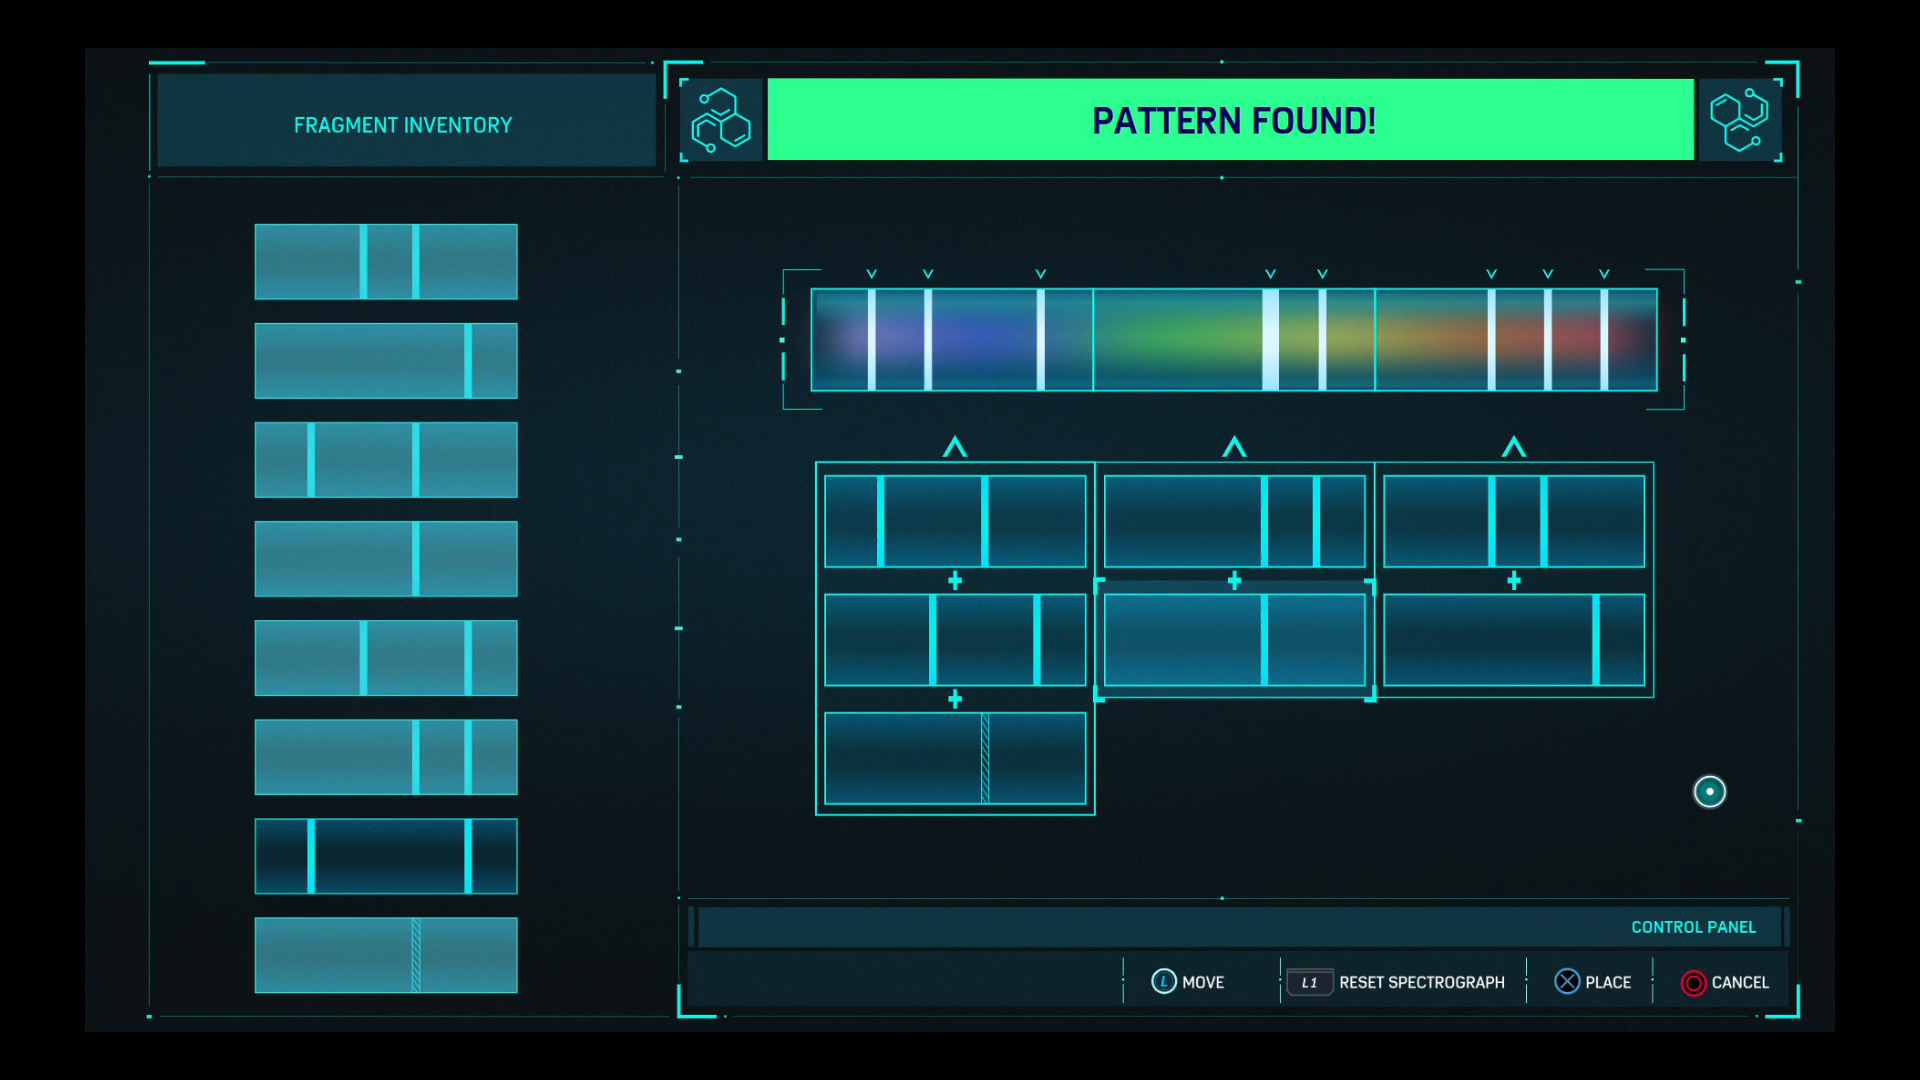 FRAGMENT INVENTORY
PATTERN FOUND!
CONTROL PANEL
L MOVE
L1 RESET SPECTROGRAPH
PLACE
CANCEL